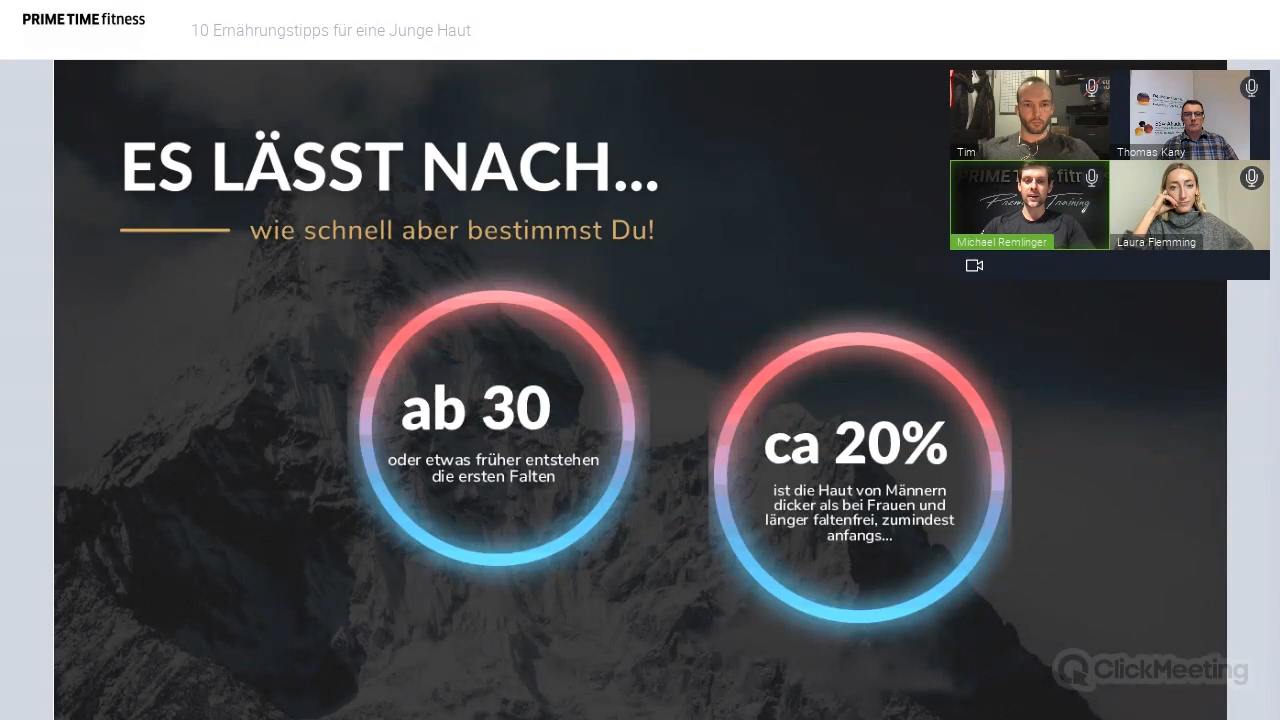 PRIME TIME fitness
10 Ernährungstipps für eine Junge Haut
ES LÄSST NACH...
wie schnell aber bestimmst Du!
ab 30
oder etwas früher entstehen
die ersten Falten
ca 20%
ist die Haut von Männern
dicker als bei Frauen und
länger faltenfrei, zumindest
anfangs...
Tim
Thomas Kany
PRIME
Michael Remlinger
Laura Flemming
ClickMeeting